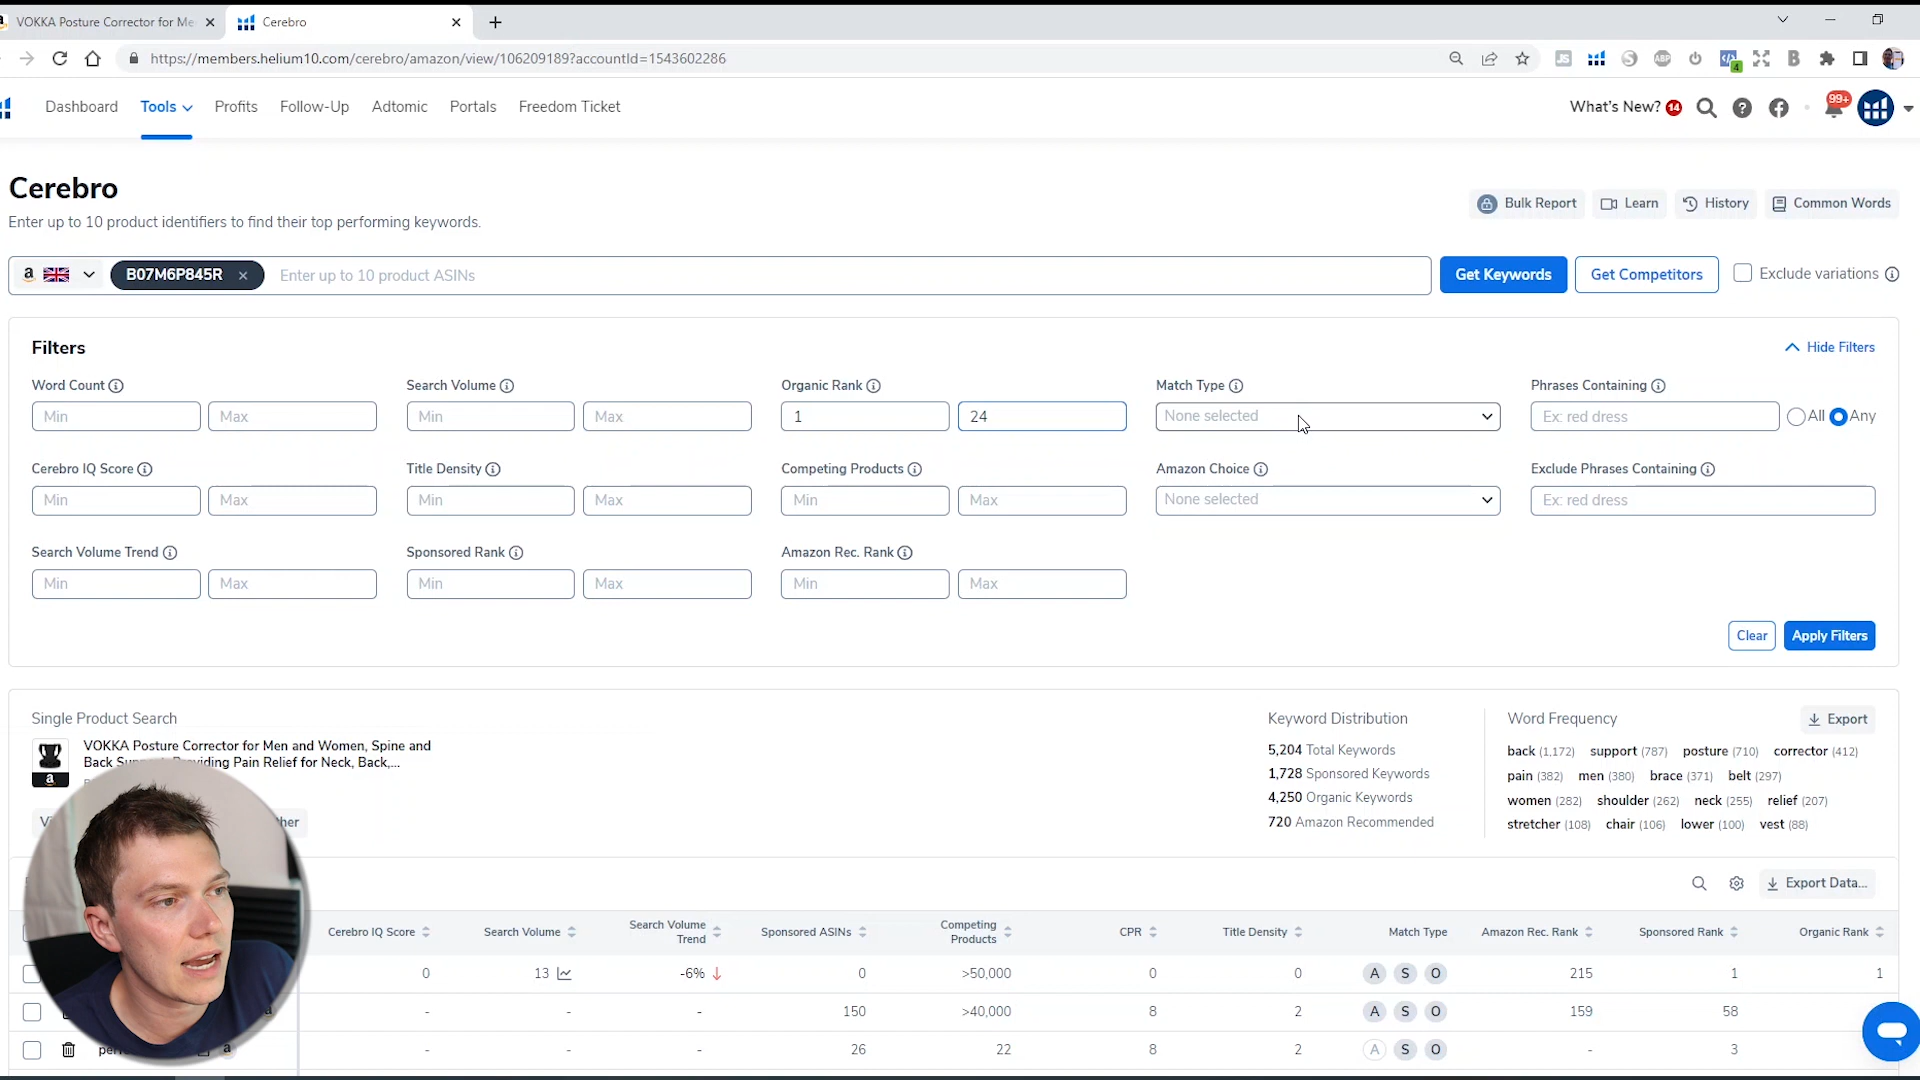 VOKKA Posture Corrector for Me
Cerebro
https://members.helium10.com/cerebro/amazon/view/106209189?accountId=1543602286
Dashboard Tools Profits Follow-Up Adtomic Portals Freedom Ticket
What's New? 14 99+
Cerebro
Enter up to 10 product identifiers to find their top performing keywords.
Bulk Report Learn History Common Words
a B07M6P845R Enter up to 10 product ASINs
Get Keywords Get Competitors Exclude variations
Filters
Hide Filters
Word Count Search Volume Organic Rank Match Type Phrases Containing
Min Max Min Max 1 24 None selected Ex: red dress All Any
Cerebro IQ Score Title Density Competing Products Amazon Choice Exclude Phrases Containing
Min Max Min Max Min Max None selected Ex: red dress
Search Volume Trend Sponsored Rank Amazon Rec. Rank
Min Max Min Max Min Max
Clear Apply Filters
Single Product Search
VOKKA Posture Corrector for Men and Women, Spine and
Back Providing Pain Relief for Neck, Back,...
Keyword Distribution
5,204 Total Keywords
1,728 Sponsored Keywords
4,250 Organic Keywords
720 Amazon Recommended
Word Frequency Export
back (1,172) support (787) posture (710) corrector (412)
pain (382) men (380) brace (371) belt (297)
women (282) shoulder (262) neck (255) relief (207)
stretcher (108) chair (106) lower (100) vest (88)
Export Data...
Cerebro IQ Score Search Volume Search Volume Trend Sponsored ASINs Competing Products CPR Title Density Match Type Amazon Rec. Rank Sponsored Rank Organic Rank
0 13 -6% 0 >50,000 0 0 A S O 215 1 1
- - - 150 >40,000 8 2 A S O 159 58
- - - 26 22 8 2 A S O - 3